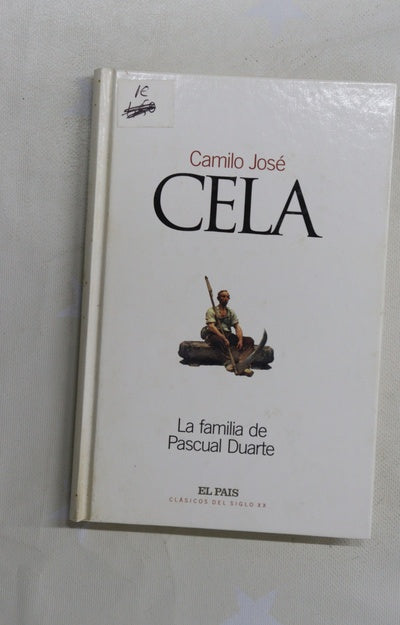 1€
Camilo José
CELA
La familia de
Pascual Duarte
EL PAIS
CLÁSICOS DEL SIGLO XX